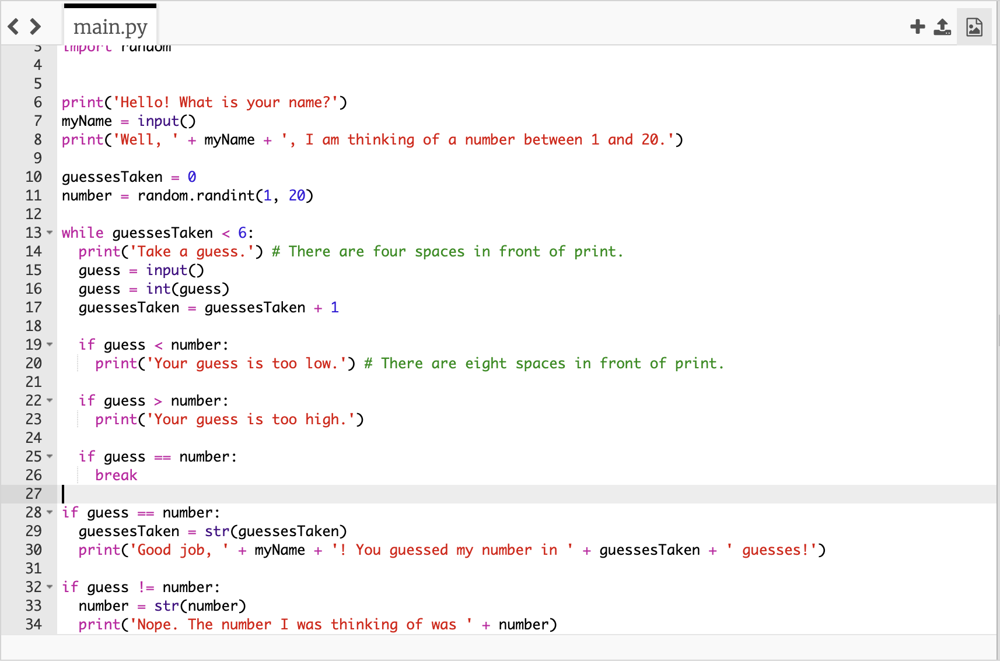 main.py
3 import random
4
5
6 print('Hello! What is your name?')
7 myName = input()
8 print('Well, ' + myName + ', I am thinking of a number between 1 and 20.')
9
10 guessesTaken = 0
11 number = random.randint(1, 20)
12
13 while guessesTaken < 6:
14   print('Take a guess.') # There are four spaces in front of print.
15   guess = input()
16   guess = int(guess)
17   guessesTaken = guessesTaken + 1
18
19   if guess < number:
20     print('Your guess is too low.') # There are eight spaces in front of print.
21
22   if guess > number:
23     print('Your guess is too high.')
24
25   if guess == number:
26     break
27
28 if guess == number:
29   guessesTaken = str(guessesTaken)
30   print('Good job, ' + myName + '! You guessed my number in ' + guessesTaken + ' guesses!')
31
32 if guess != number:
33   number = str(number)
34   print('Nope. The number I was thinking of was ' + number)